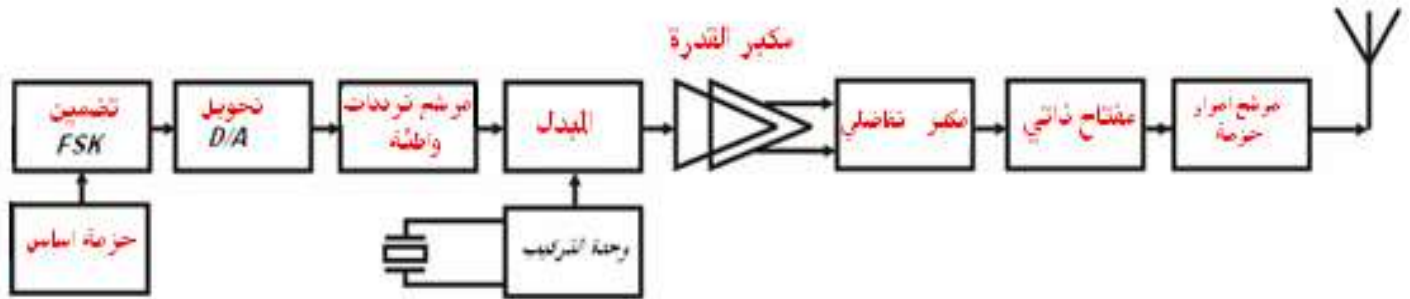 مكبر القدرة
تضمين
FSK
تحويل
D/A
مرشح ترددات
واطئة
المبدل
مكبر تفاضلي
مفتاح ذاتي
مرشح امرار
حزمة
حزمة اساس
وحدة التركيب